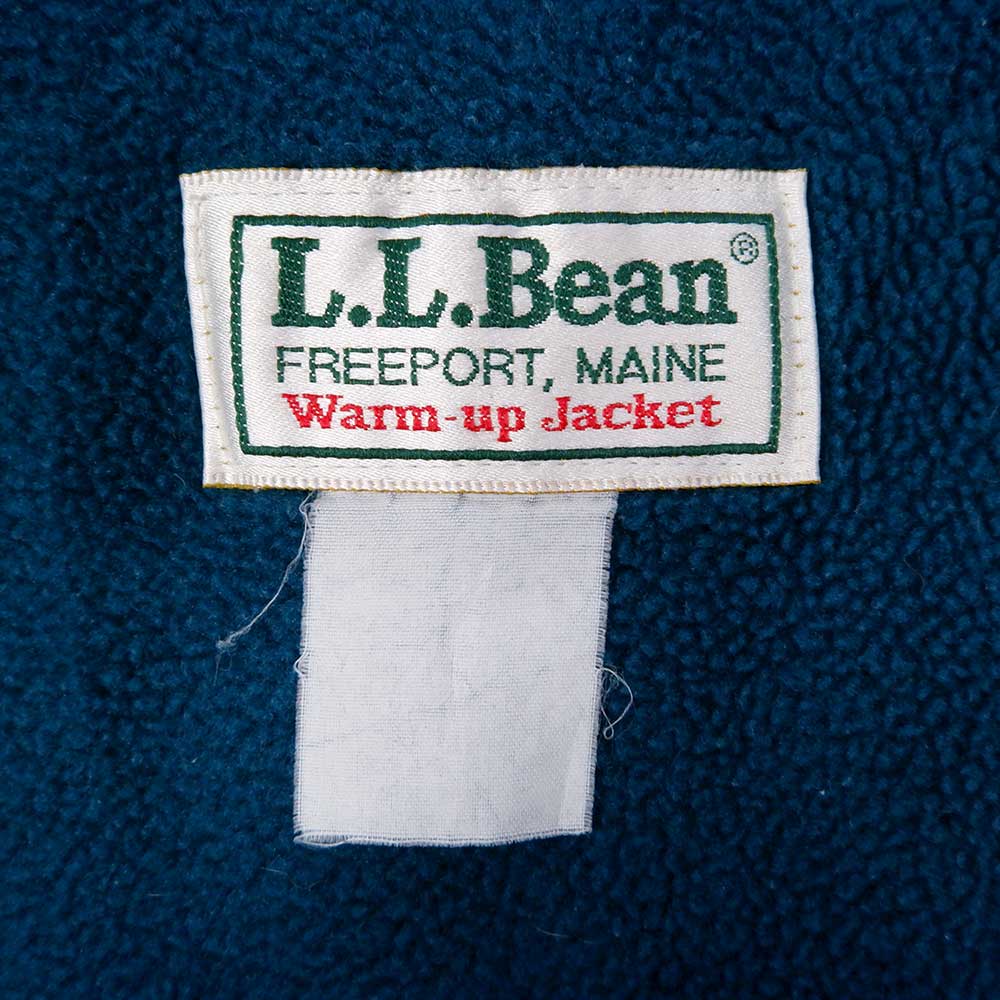 L.L.Bean®
FREEPORT, MAINE
Warm-up Jacket